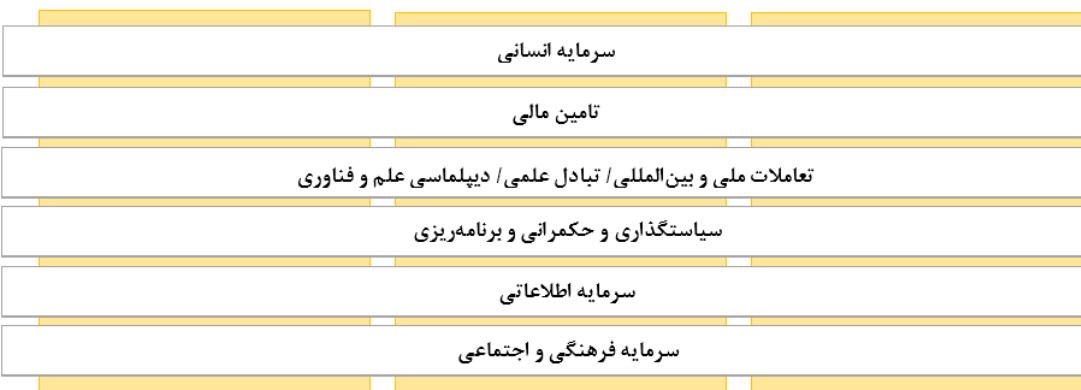 سرمایه انسانی
تامین مالی
تعاملات ملی و بین‌المللی/ تبادل علمی/ دیپلماسی علم و فناوری
سیاستگذاری و حکمرانی و برنامه‌ریزی
سرمایه اطلاعاتی
سرمایه فرهنگی و اجتماعی